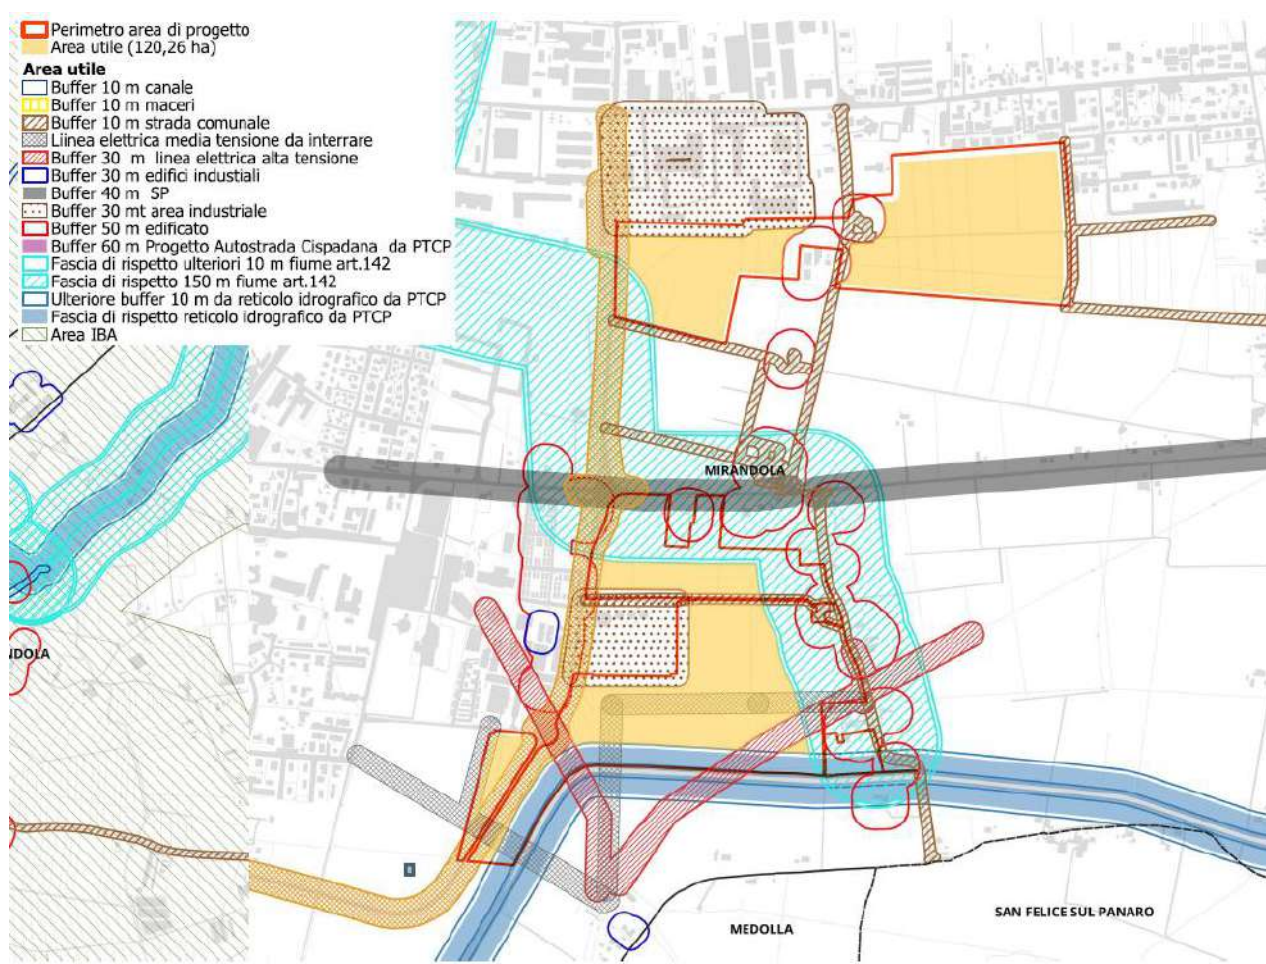 Perimetro area di progetto
Area utile (120,26 ha)
Area utile
Buffer 10 m canale
Buffer 10 m maceri
Buffer 10 m strada comunale
Liinea elettrica media tensione da interrare
Buffer 30 m linea elettrica alta tensione
Buffer 30 m edifici industiali
Buffer 40 m SP
Buffer 30 mt area industriale
Buffer 50 m edificato
Buffer 60 m Progetto Autostrada Cispadana da PTCP
Fascia di rispetto ulteriori 10 m fiume art.142
Fascia di rispetto 150 m fiume art.142
Ulteriore buffer 10 m da reticolo idrografico da PTCP
Fascia di rispetto reticolo idrografico da PTCP
Area IBA
MIRANDOLA
NDOLA
SAN FELICE SUL PANARO
MEDOLLA